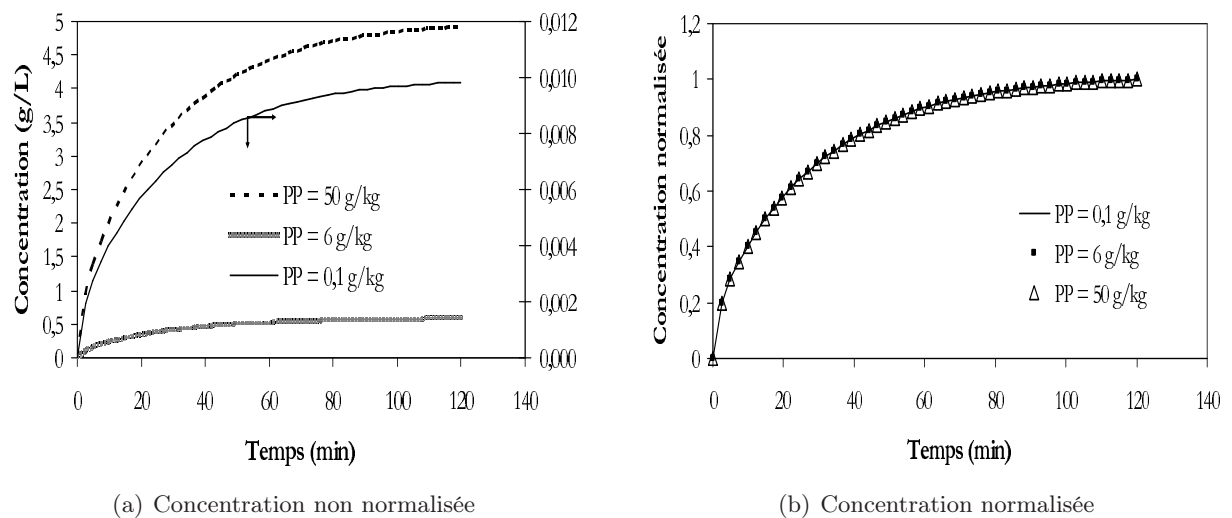 Concentration (g/L)
5
4,5
4
3,5
3
2,5
2
1,5
1
0,5
0
0,012
0,010
0,008
0,006
0,004
0,002
0,000
PP = 50 g/kg
PP = 6 g/kg
PP = 0,1 g/kg
0 20 40 60 80 100 120 140
Temps (min)
(a) Concentration non normalisée
Concentration normalisée
1,2
1
0,8
0,6
0,4
0,2
0
PP = 0,1 g/kg
PP = 6 g/kg
PP = 50 g/kg
0 20 40 60 80 100 120 140
Temps (min)
(b) Concentration normalisée